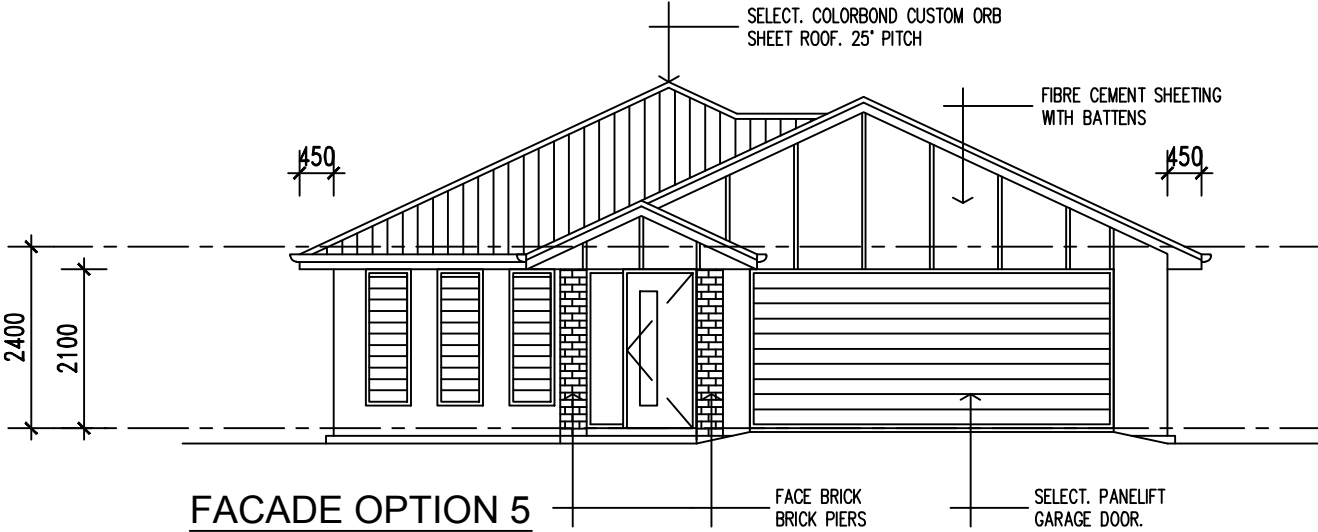 SELECT. COLORBOND CUSTOM ORB
SHEET ROOF. 25° PITCH
FIBRE CEMENT SHEETING
WITH BATTENS
450
450
2400
2100
FACADE OPTION 5
FACE BRICK
BRICK PIERS
SELECT. PANELIFT
GARAGE DOOR.